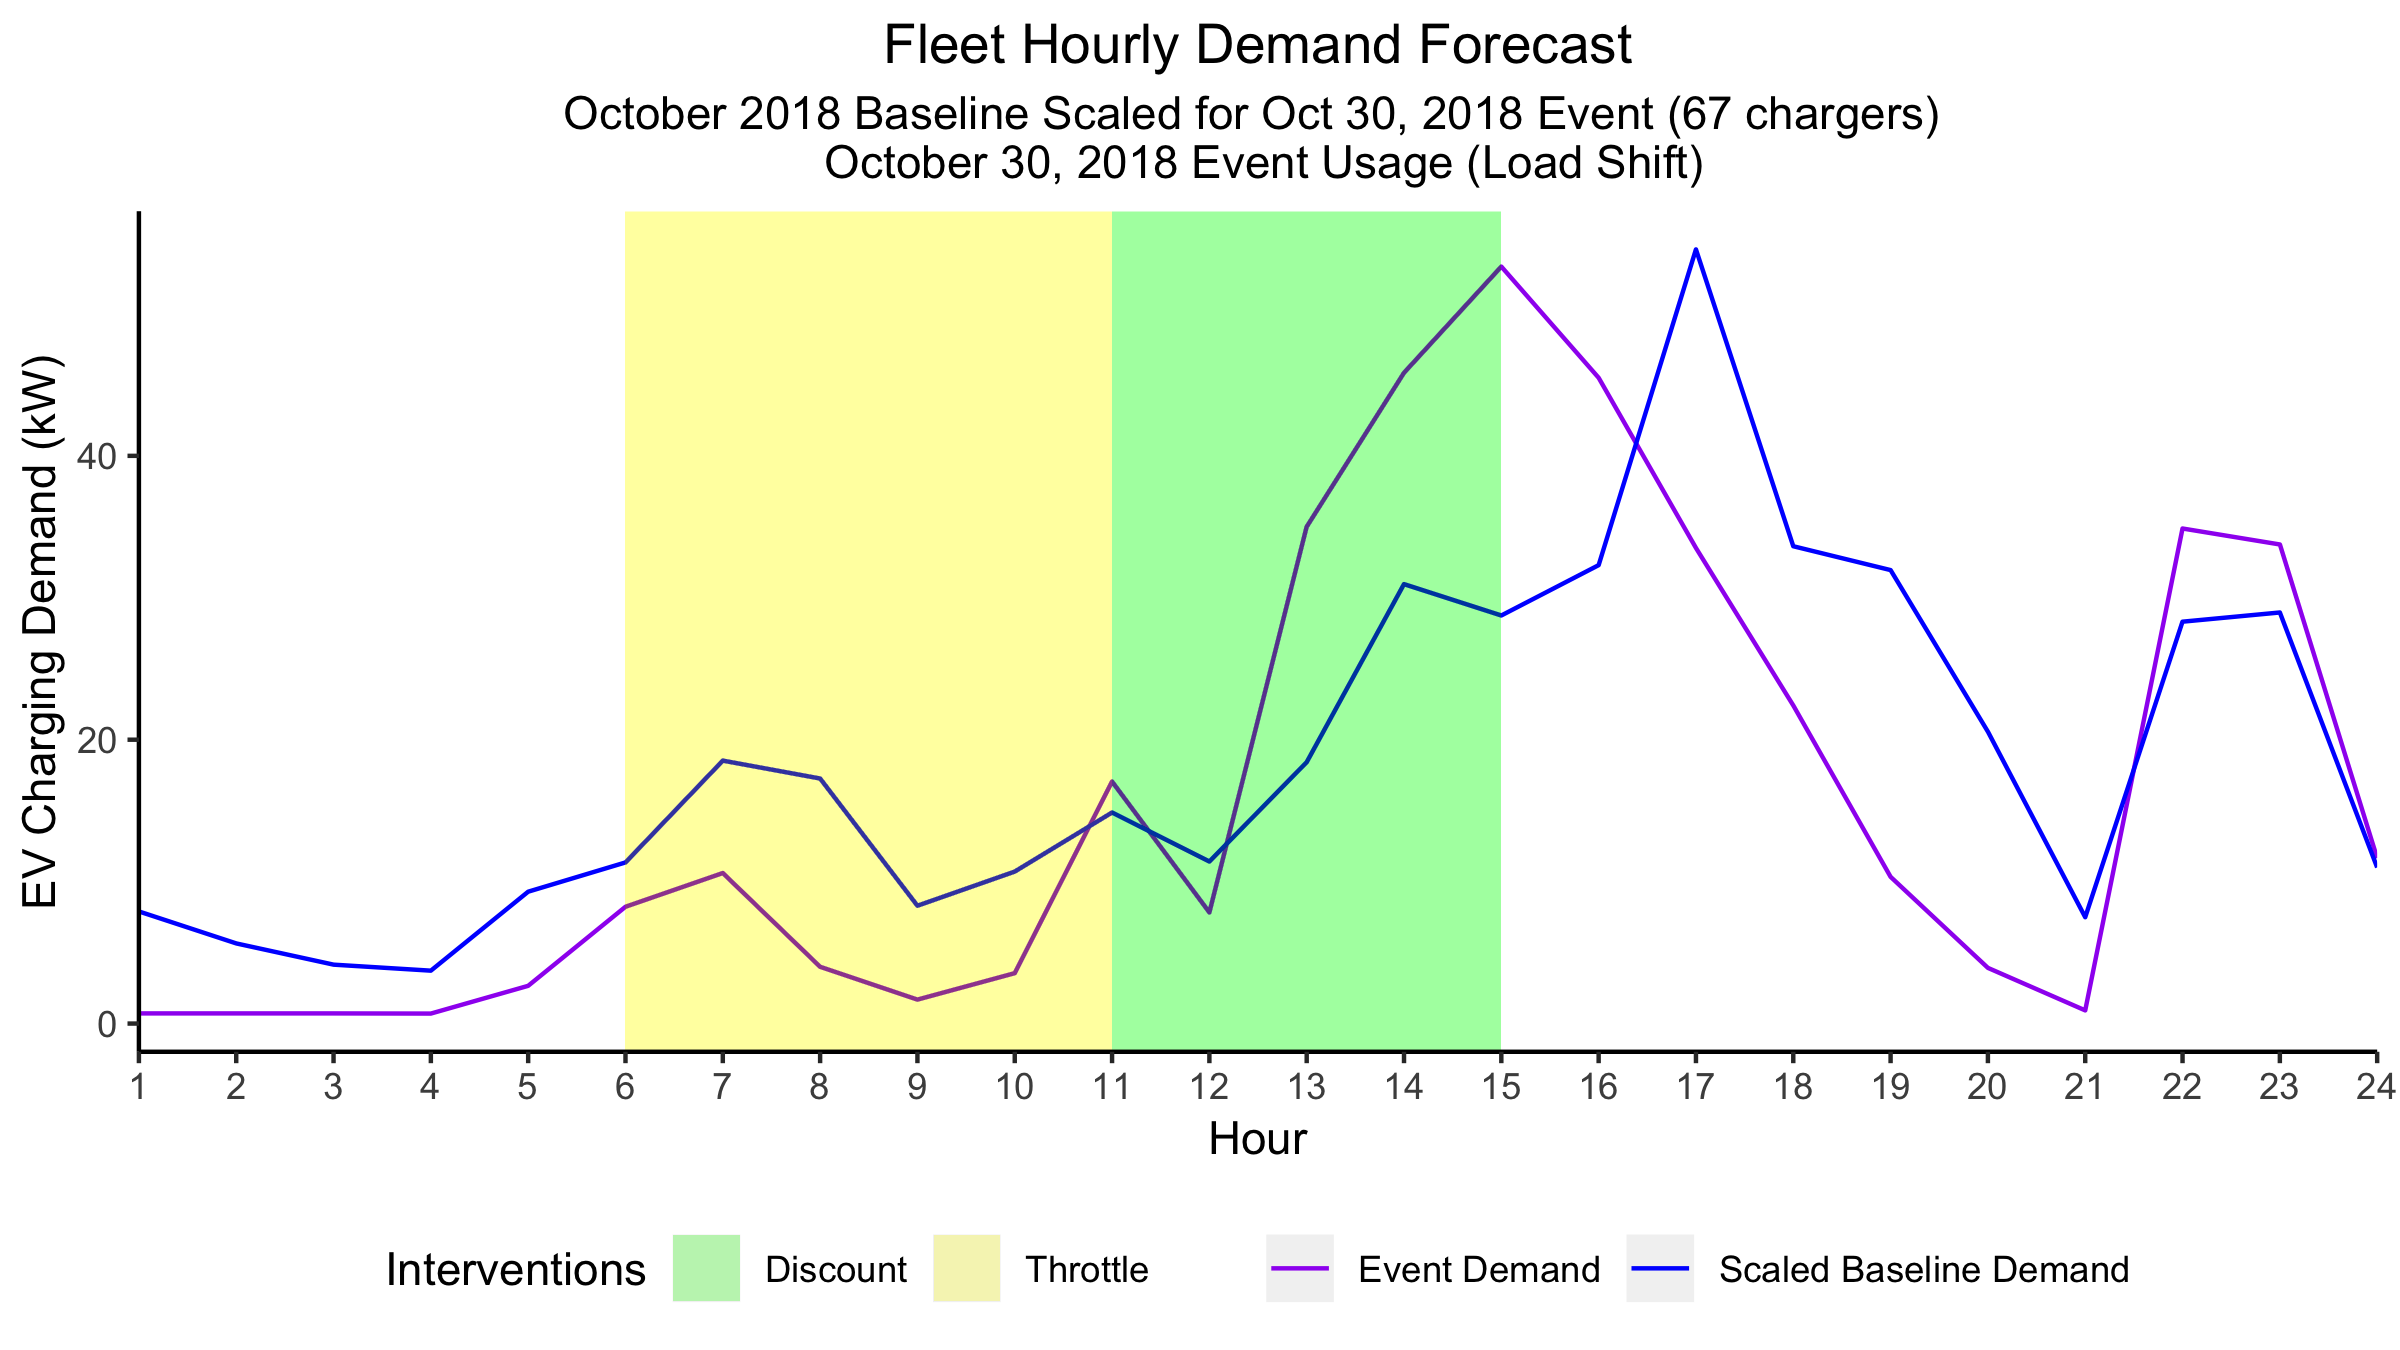 Fleet Hourly Demand Forecast
October 2018 Baseline Scaled for Oct 30, 2018 Event (67 chargers)
October 30, 2018 Event Usage (Load Shift)
EV Charging Demand (kW)
40
20
0
1 2 3 4 5 6 7 8 9 10 11 12 13 14 15 16 17 18 19 20 21 22 23 24
Hour
Interventions Discount Throttle Event Demand Scaled Baseline Demand